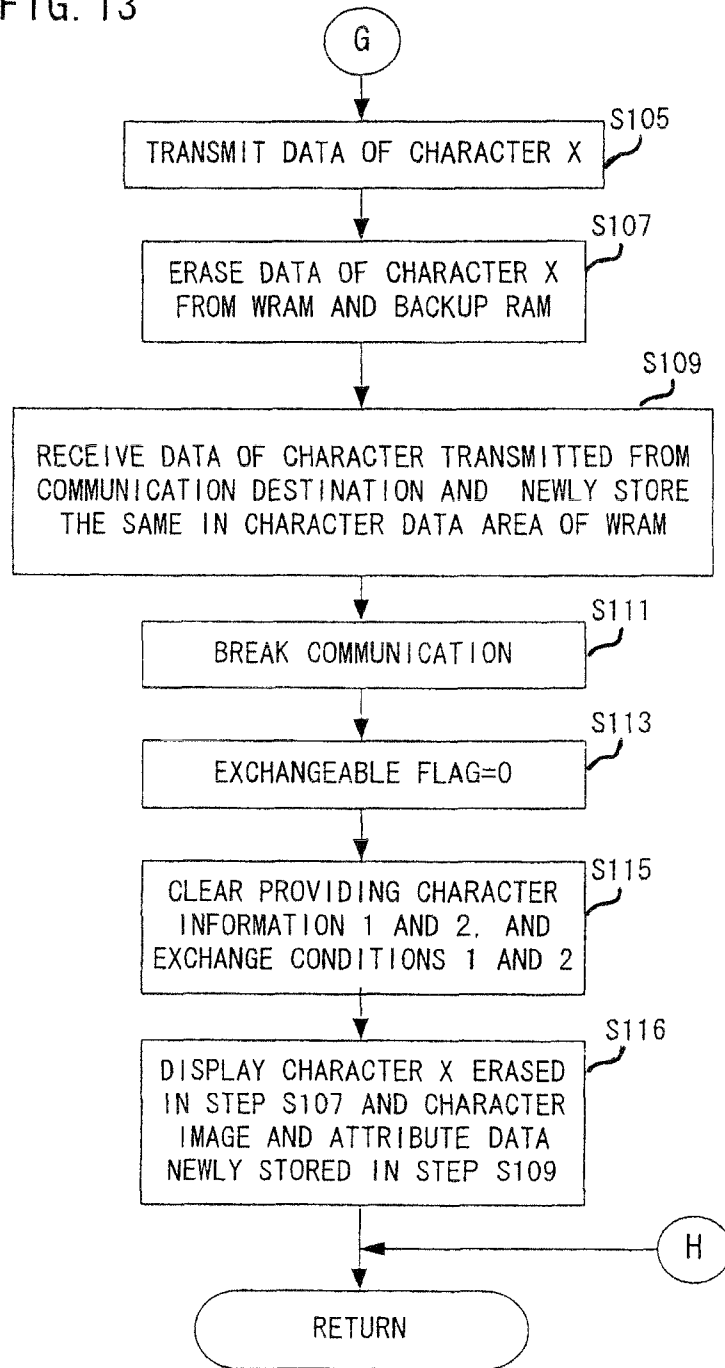 FIG. 13
G
S105
TRANSMIT DATA OF CHARACTER X
S107
ERASE DATA OF CHARACTER X
FROM WRAM AND BACKUP RAM
S109
RECEIVE DATA OF CHARACTER TRANSMITTED FROM
COMMUNICATION DESTINATION AND NEWLY STORE
THE SAME IN CHARACTER DATA AREA OF WRAM
S111
BREAK COMMUNICATION
S113
EXCHANGEABLE FLAG=0
S115
CLEAR PROVIDING CHARACTER
INFORMATION 1 AND 2, AND
EXCHANGE CONDITIONS 1 AND 2
S116
DISPLAY CHARACTER X ERASED
IN STEP S107 AND CHARACTER
IMAGE AND ATTRIBUTE DATA
NEWLY STORED IN STEP S109
H
RETURN